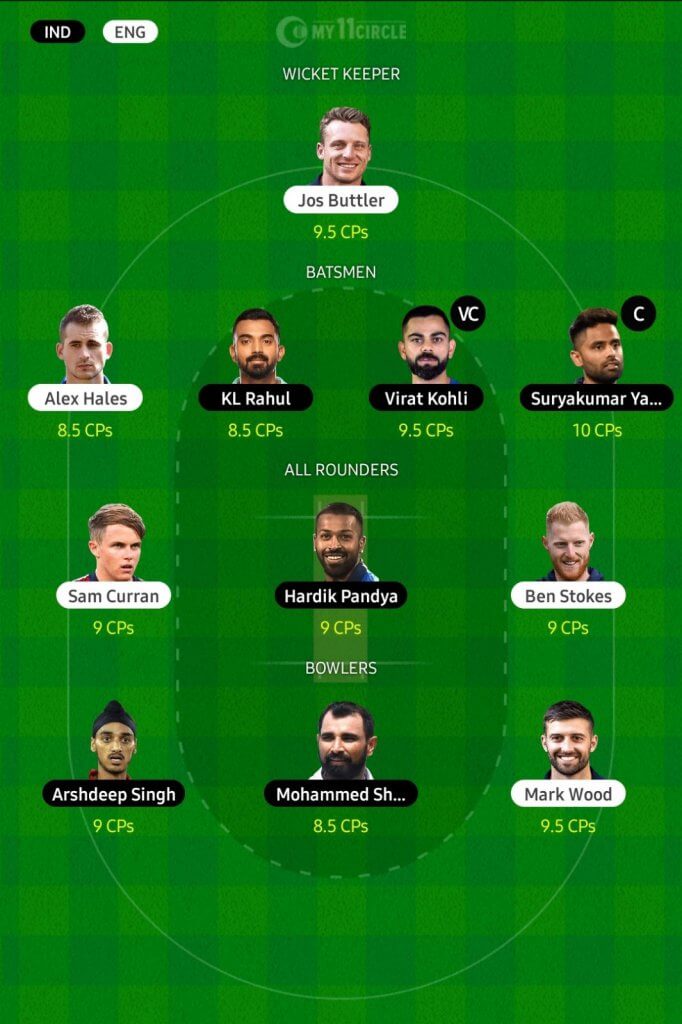 IND ENG
MY11CIRCLE
WICKET KEEPER
Jos Buttler
9.5 CPs
BATSMEN
VC C
Alex Hales KL Rahul Virat Kohli Suryakumar Ya...
8.5 CPs 8.5 CPs 9.5 CPs 10 CPs
ALL ROUNDERS
Sam Curran Hardik Pandya Ben Stokes
9 CPs 9 CPs 9 CPs
BOWLERS
Arshdeep Singh Mohammed Sh... Mark Wood
9 CPs 8.5 CPs 9.5 CPs